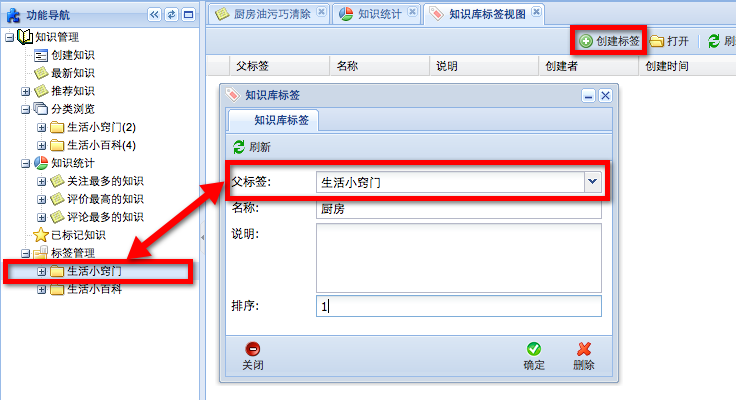 功能导航
知识管理
创建知识
最新知识
推荐知识
分类浏览
生活小窍门(2)
生活小百科(4)
知识统计
关注最多的知识
评价最高的知识
评论最多的知识
已标记知识
标签管理
生活小窍门
生活小百科
厨房油污巧清除 知识统计 知识库标签视图
创建标签 打开
父标签 名称 说明 创建者 创建时间
知识库标签
知识库标签
刷新
父标签: 生活小窍门
名称: 厨房
说明:
排序: 1
关闭 确定 删除